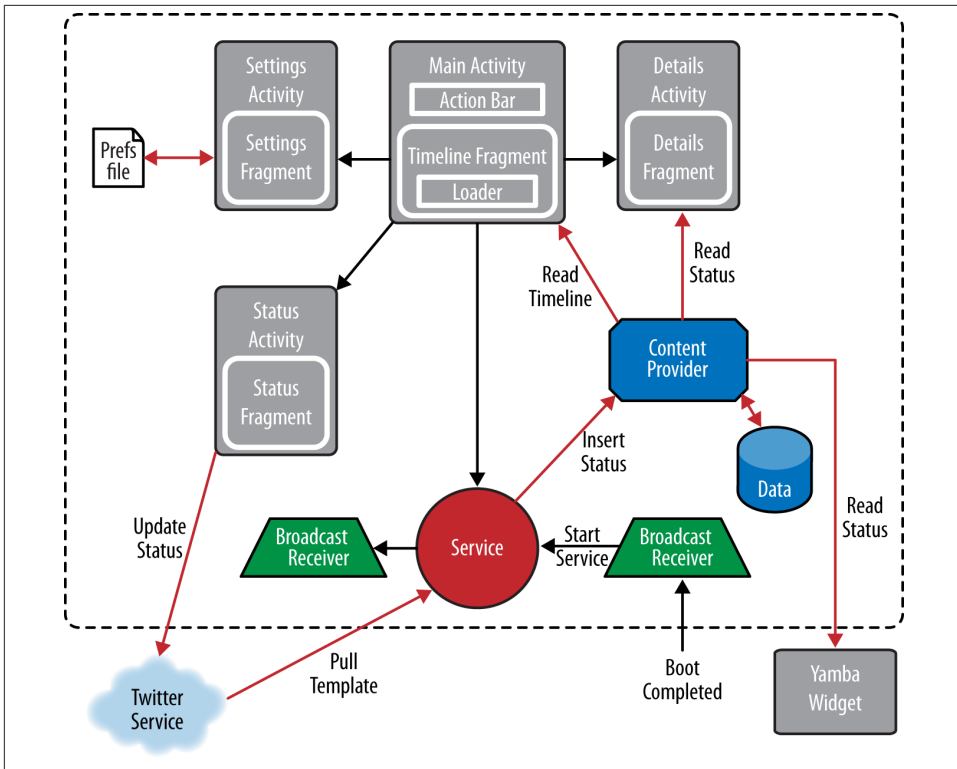 Settings
Activity
Settings
Fragment
Main Activity
Action Bar
Timeline Fragment
Loader
Details
Activity
Details
Fragment
Prefs
file
Read
Timeline
Read
Status
Status
Activity
Status
Fragment
Content
Provider
Insert
Status
Data
Update
Status
Broadcast
Receiver
Service
Start
Service
Broadcast
Receiver
Read
Status
Pull
Template
Boot
Completed
Twitter
Service
Yamba
Widget